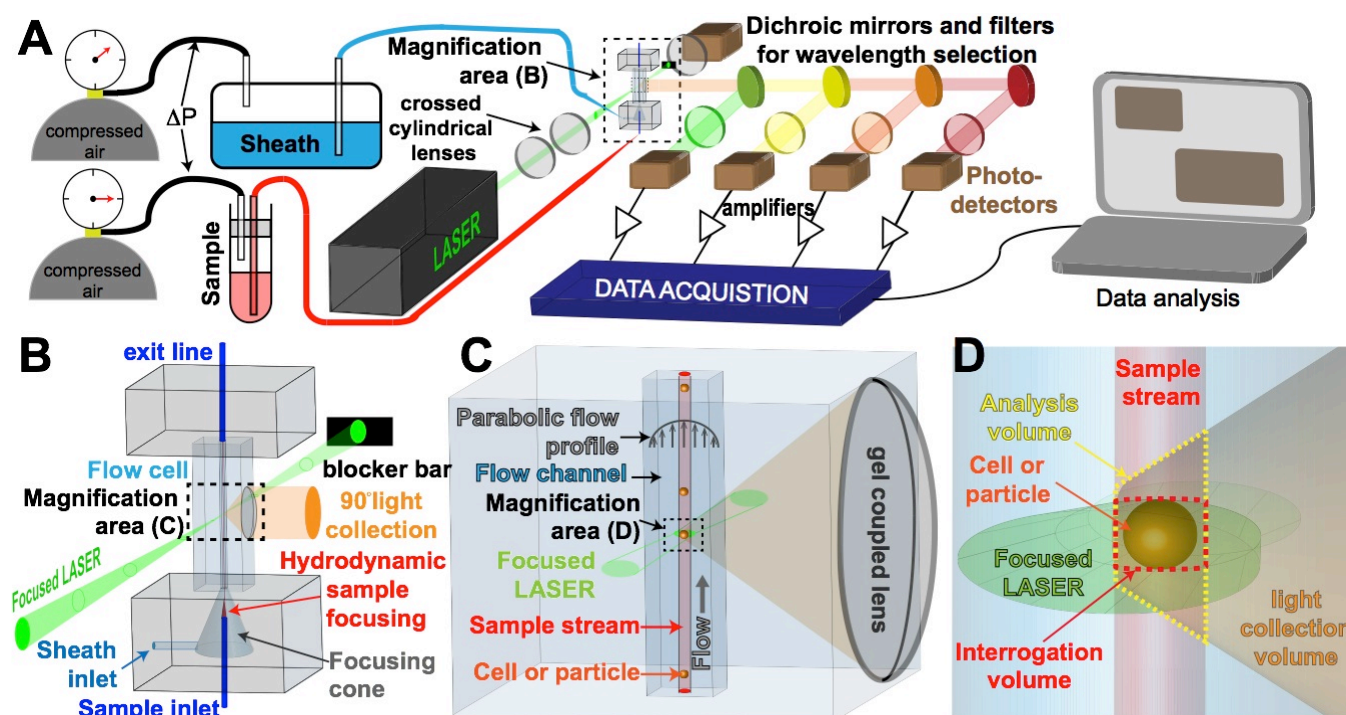 A
compressed
air
ΔP
Sheath
compressed
air
Sample
Magnification
area (B)
crossed
cylindrical
lenses
LASER
Dichroic mirrors and filters
for wavelength selection
Photo-
detectors
amplifiers
DATA ACQUISTION
Data analysis
B
exit line
Flow cell
Magnification
area (C)
blocker bar
90°light
collection
Focused LASER
Hydrodynamic
sample
focusing
Sheath
inlet
Focusing
cone
Sample inlet
C
Parabolic flow
profile
Flow channel
Magnification
area (D)
Focused
LASER
Sample stream
Flow
Cell or particle
gel coupled lens
D
Sample
stream
Analysis
volume
Cell or
particle
Focused
LASER
Interrogation
volume
light
collection
volume